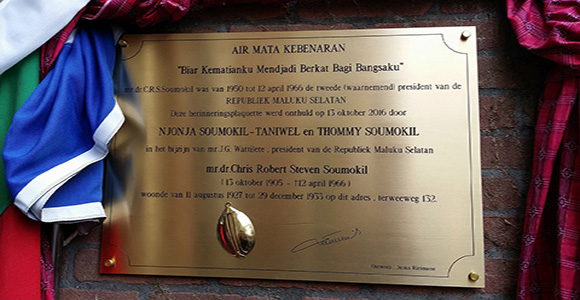 AIR MATA KEBENARAN
"Biar Kematianku Mendjadi Berkat Bagi Bangsaku"
mr.dr.C.R.S.Soumokil was van 1950 tot 12 april 1966 de tweede (waarnemend) president van de
REPUBLIEK MALUKU SELATAN
Deze herinneringsplaquette werd onthuld op 13 oktober 2016 door
NJONJA SOUMOKIL-TANIWEL en THOMMY SOUMOKIL
in het bijzijn van mr.J.G. Wattilete , president van de Republiek Maluku Selatan
mr.dr.Chris Robert Steven Soumokil
(13 oktober 1905 - †12 april 1966)
woonde van 11 augustus 1927 tot 29 december 1933 op dit adres , terweeweg 132.